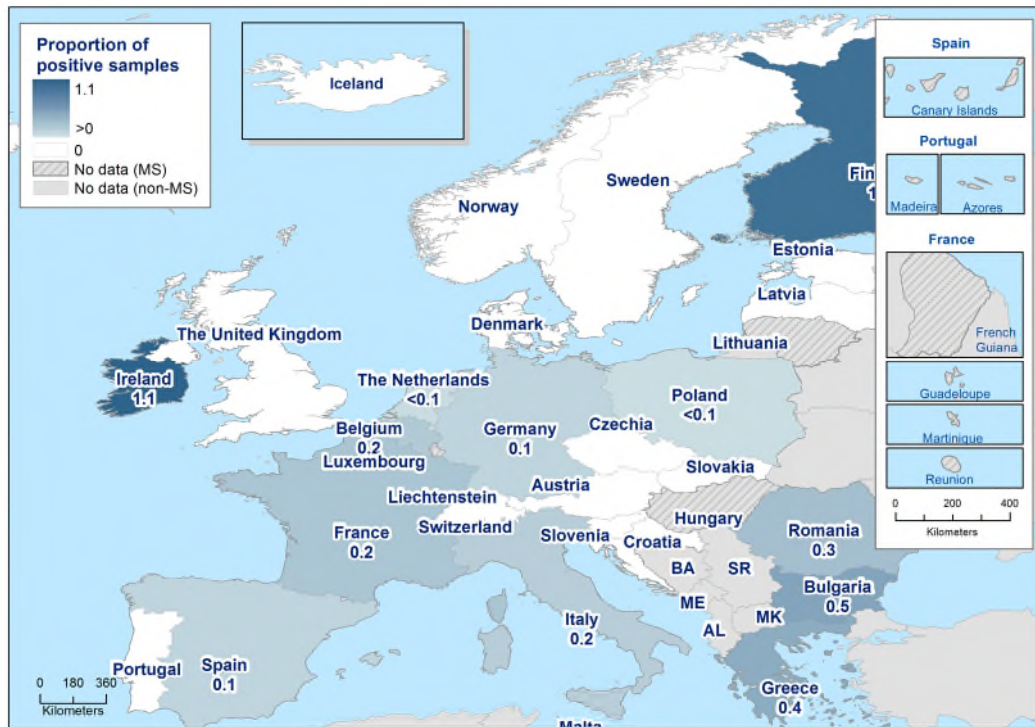 Proportion of
positive samples
1.1
>0
0
No data (MS)
No data (non-MS)
Iceland
Spain
Canary Islands
Portugal
Madeira
Azores
France
French
Guiana
Guadeloupe
Martinique
Reunion
0 200 400
Kilometers
Norway
Sweden
Fin
1
Estonia
Latvia
Lithuania
Denmark
The United Kingdom
Ireland
1.1
The Netherlands
<0.1
Poland
<0.1
Belgium
0.2
Germany
0.1
Czechia
Luxembourg
Slovakia
Austria
Liechtenstein
Switzerland
Hungary
France
0.2
Slovenia
Croatia
Romania
0.3
BA
SR
Bulgaria
0.5
ME
MK
AL
Italy
0.2
Portugal
Spain
0.1
Greece
0.4
Malta
0 180 360
Kilometers